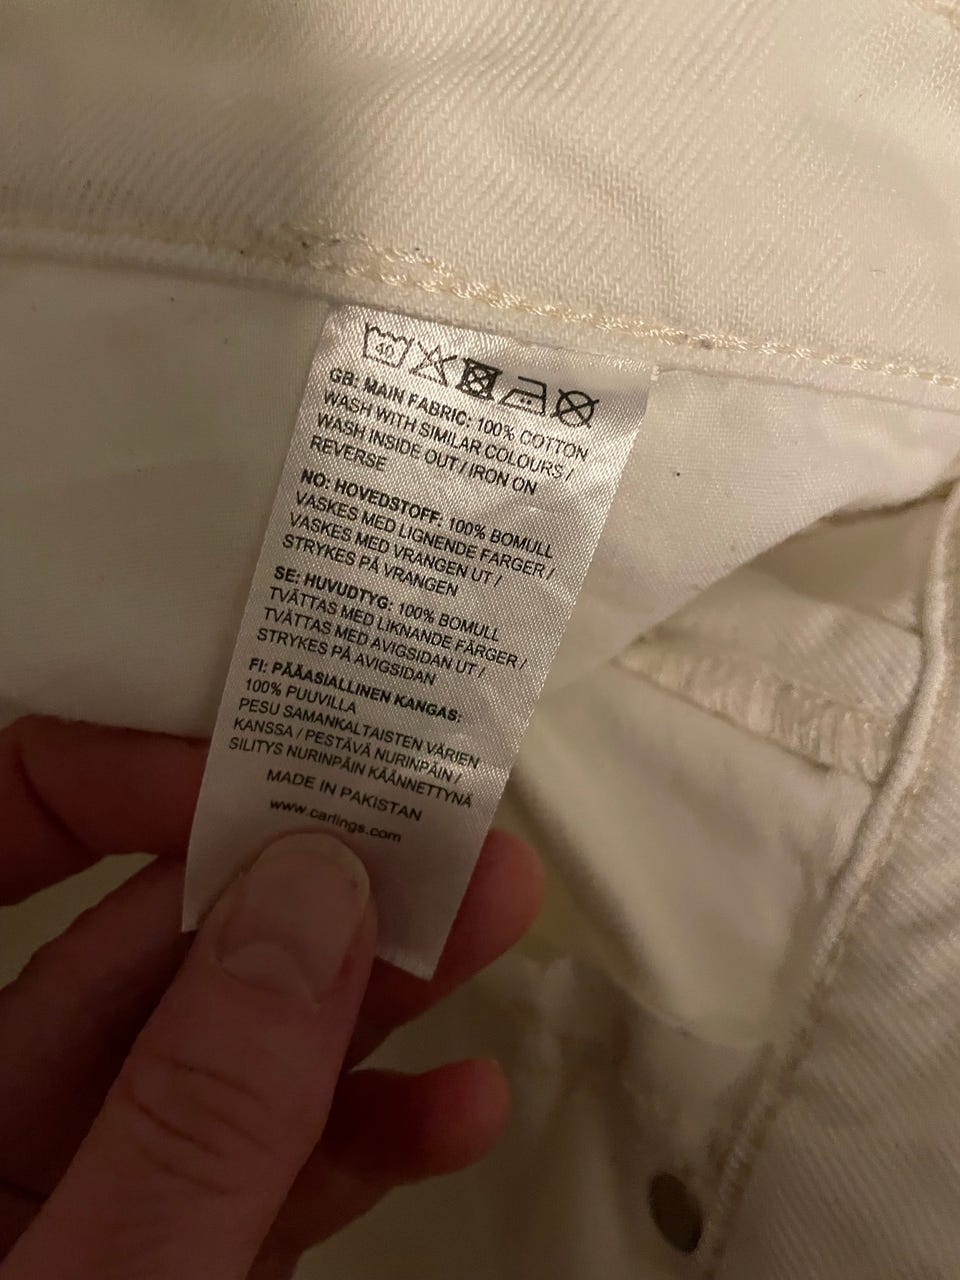 40
GB: MAIN FABRIC: 100% COTTON
WASH WITH SIMILAR COLOURS /
WASH INSIDE OUT / IRON ON
REVERSE
NO: HOVEDSTOFF: 100% BOMULL
VASKES MED LIGNENDE FARGER /
VASKES MED VRANGEN UT /
STRYKES PÅ VRANGEN
SE: HUVUDTYG: 100% BOMULL
TVÄTTAS MED LIKNANDE FÄRGER /
TVÄTTAS MED AVIGSIDAN UT /
STRYKES PÅ AVIGSIDAN
FI: PÄÄASIALLINEN KANGAS:
100% PUUVILLA
PESU SAMANKALTAISTEN VÄRIEN
KANSSA / PESTÄVÄ NURINPÄIN /
SILITYS NURINPÄIN KÄÄNNETTYNÄ
MADE IN PAKISTAN
www.carlings.com